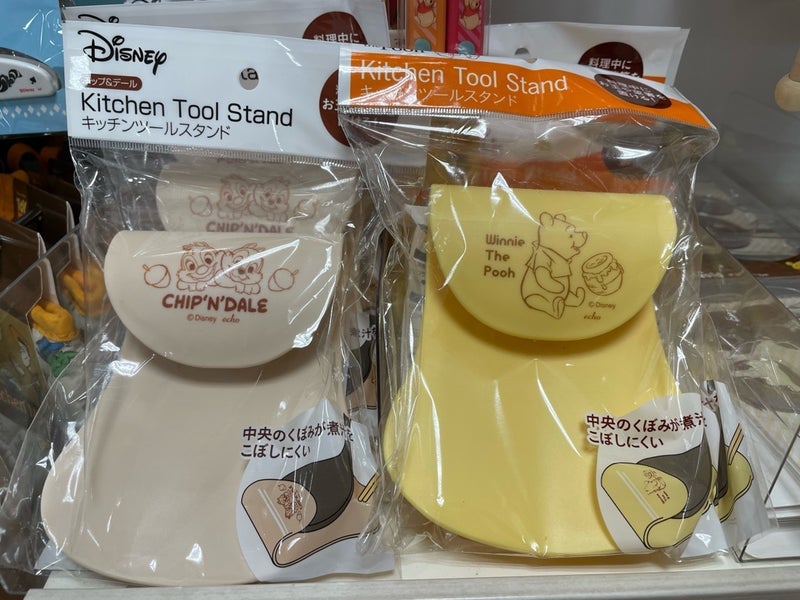 Disney
チップ&デール
Kitchen Tool Stand
キッチンツールスタンド
料理中に
CHIP'N'DALE
CHIP'N'DALE
© Disney echo
中央のくぼみが煮汁
こぼしにくい
Kitchen Tool Stand
キッチンツールスタンド
料理中に
Winnie
The
Pooh
© Disney
echo
中央のくぼみが煮汁
こぼしにくい